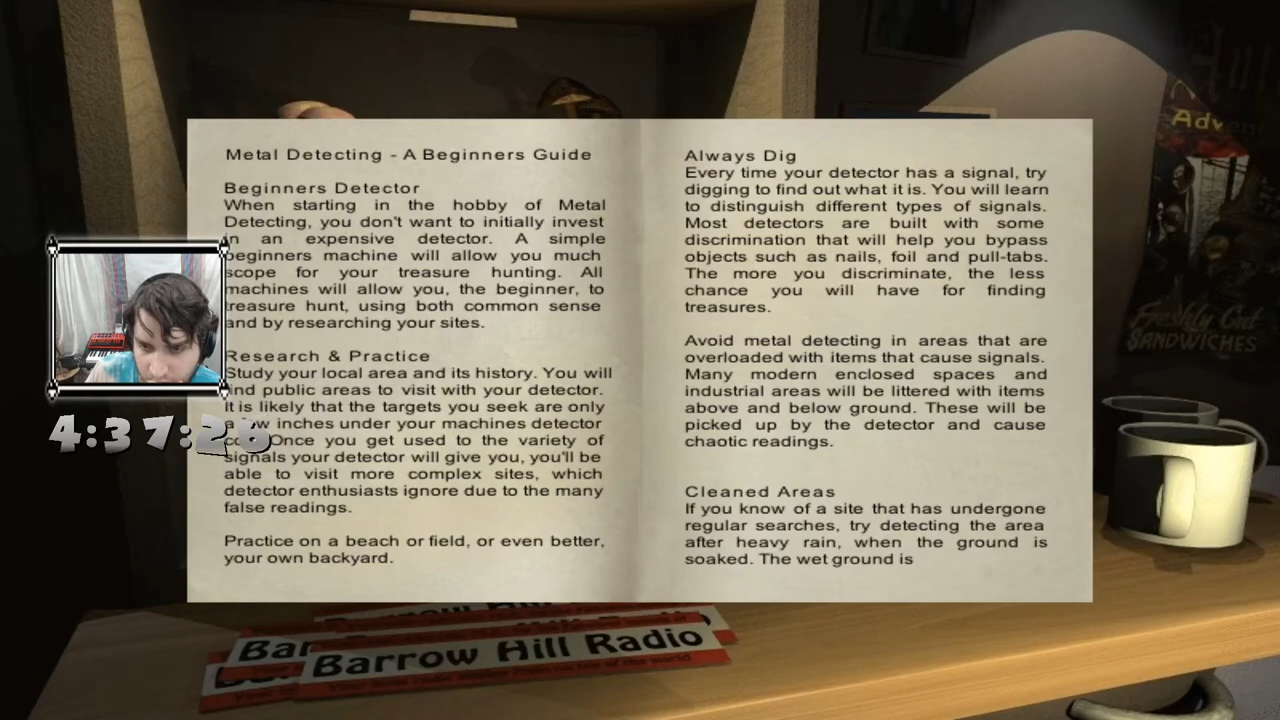 Metal Detecting - A Beginners Guide
Beginners Detector
When starting in the hobby of Metal
Detecting, you don't want to initially invest
in an expensive detector. A simple
beginners machine will allow you much
scope for your treasure hunting. All
machines will allow you, the beginner, to
treasure hunt, using both common sense
and by researching your sites.
Research & Practice
Study your local area and its history. You will
find public areas to visit with your detector.
It is likely that the targets you seek are only
a few inches under your machines detector
Once you get used to the variety of
signals your detector will give you, you'll be
able to visit more complex sites, which
detector enthusiasts ignore due to the many
false readings.
Practice on a beach or field, or even better,
your own backyard.
Always Dig
Every time your detector has a signal, try
digging to find out what it is. You will learn
to distinguish different types of signals.
Most detectors are built with some
discrimination that will help you bypass
objects such as nails, foil and pull-tabs.
The more you discriminate, the less
chance you will have for finding
treasures.
Avoid metal detecting in areas that are
overloaded with items that cause signals.
Many modern enclosed spaces and
industrial areas will be littered with items
above and below ground. These will be
picked up by the detector and cause
chaotic readings.
Cleaned Areas
If you know of a site that has undergone
regular searches, try detecting the area
after heavy rain, when the ground is
soaked. The wet ground is
4:37:26
Adven
Freshly Cut
SANDWICHES
Bar
Barrow Hill Radio